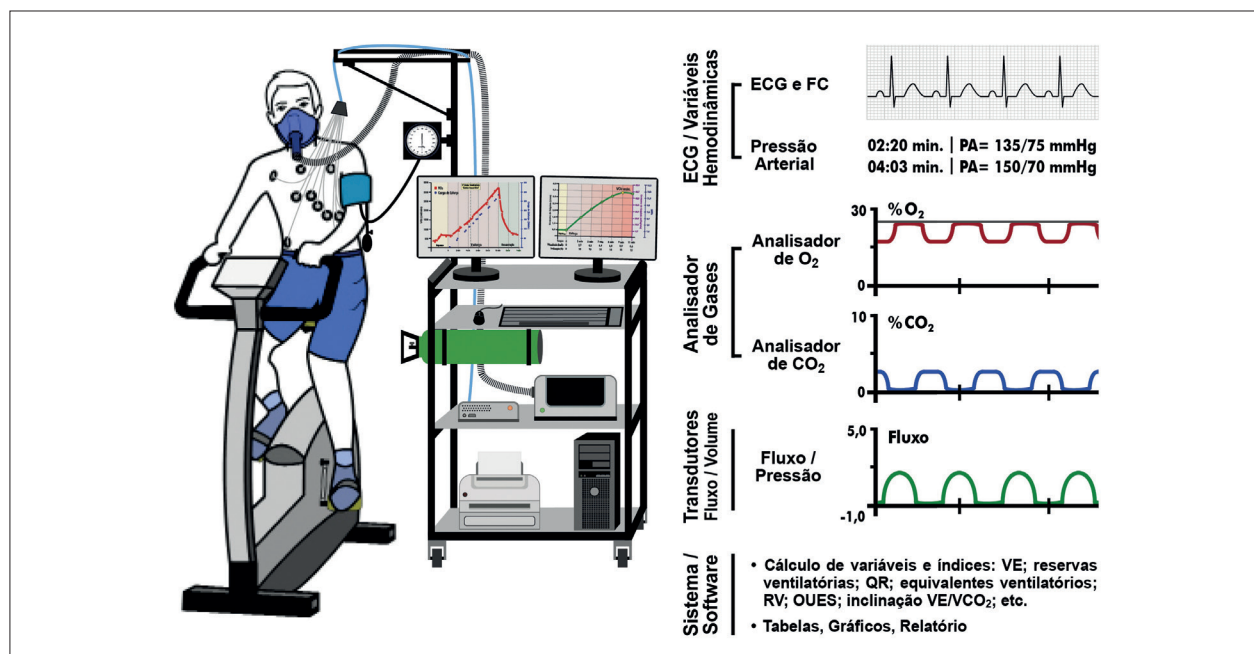 ECG / Variáveis
Hemodinâmicas
ECG e FC
Pressão
Arterial
02:20 min. | PA= 135/75 mmHg
04:03 min. | PA= 150/70 mmHg
Analisador
de Gases
Analisador
de O₂
30
% O₂
0
Analisador
de CO₂
10
% CO₂
0
Transdutores
Fluxo / Volume
Fluxo /
Pressão
5,0
Fluxo
-1,0
Sistema /
Software
• Cálculo de variáveis e índices: VE; reservas
ventilatórias; QR; equivalentes ventilatórios;
RV; OUES; inclinação VE/VCO₂; etc.
• Tabelas, Gráficos, Relatório